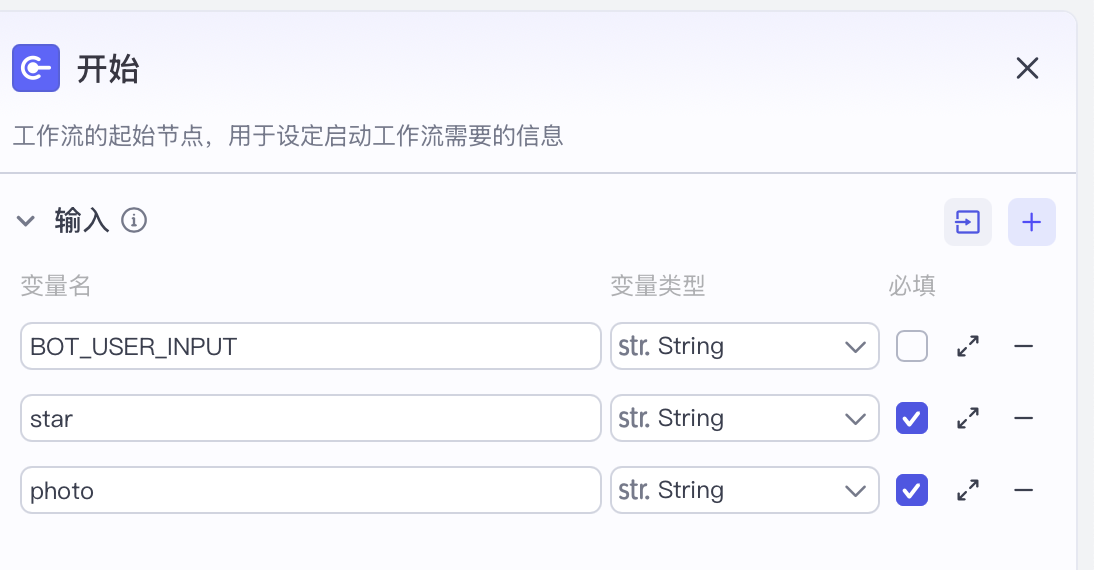 开始
工作流的起始节点，用于设定启动工作流需要的信息
输入
变量名 变量类型 必填
BOT_USER_INPUT str. String
star str. String
photo str. String